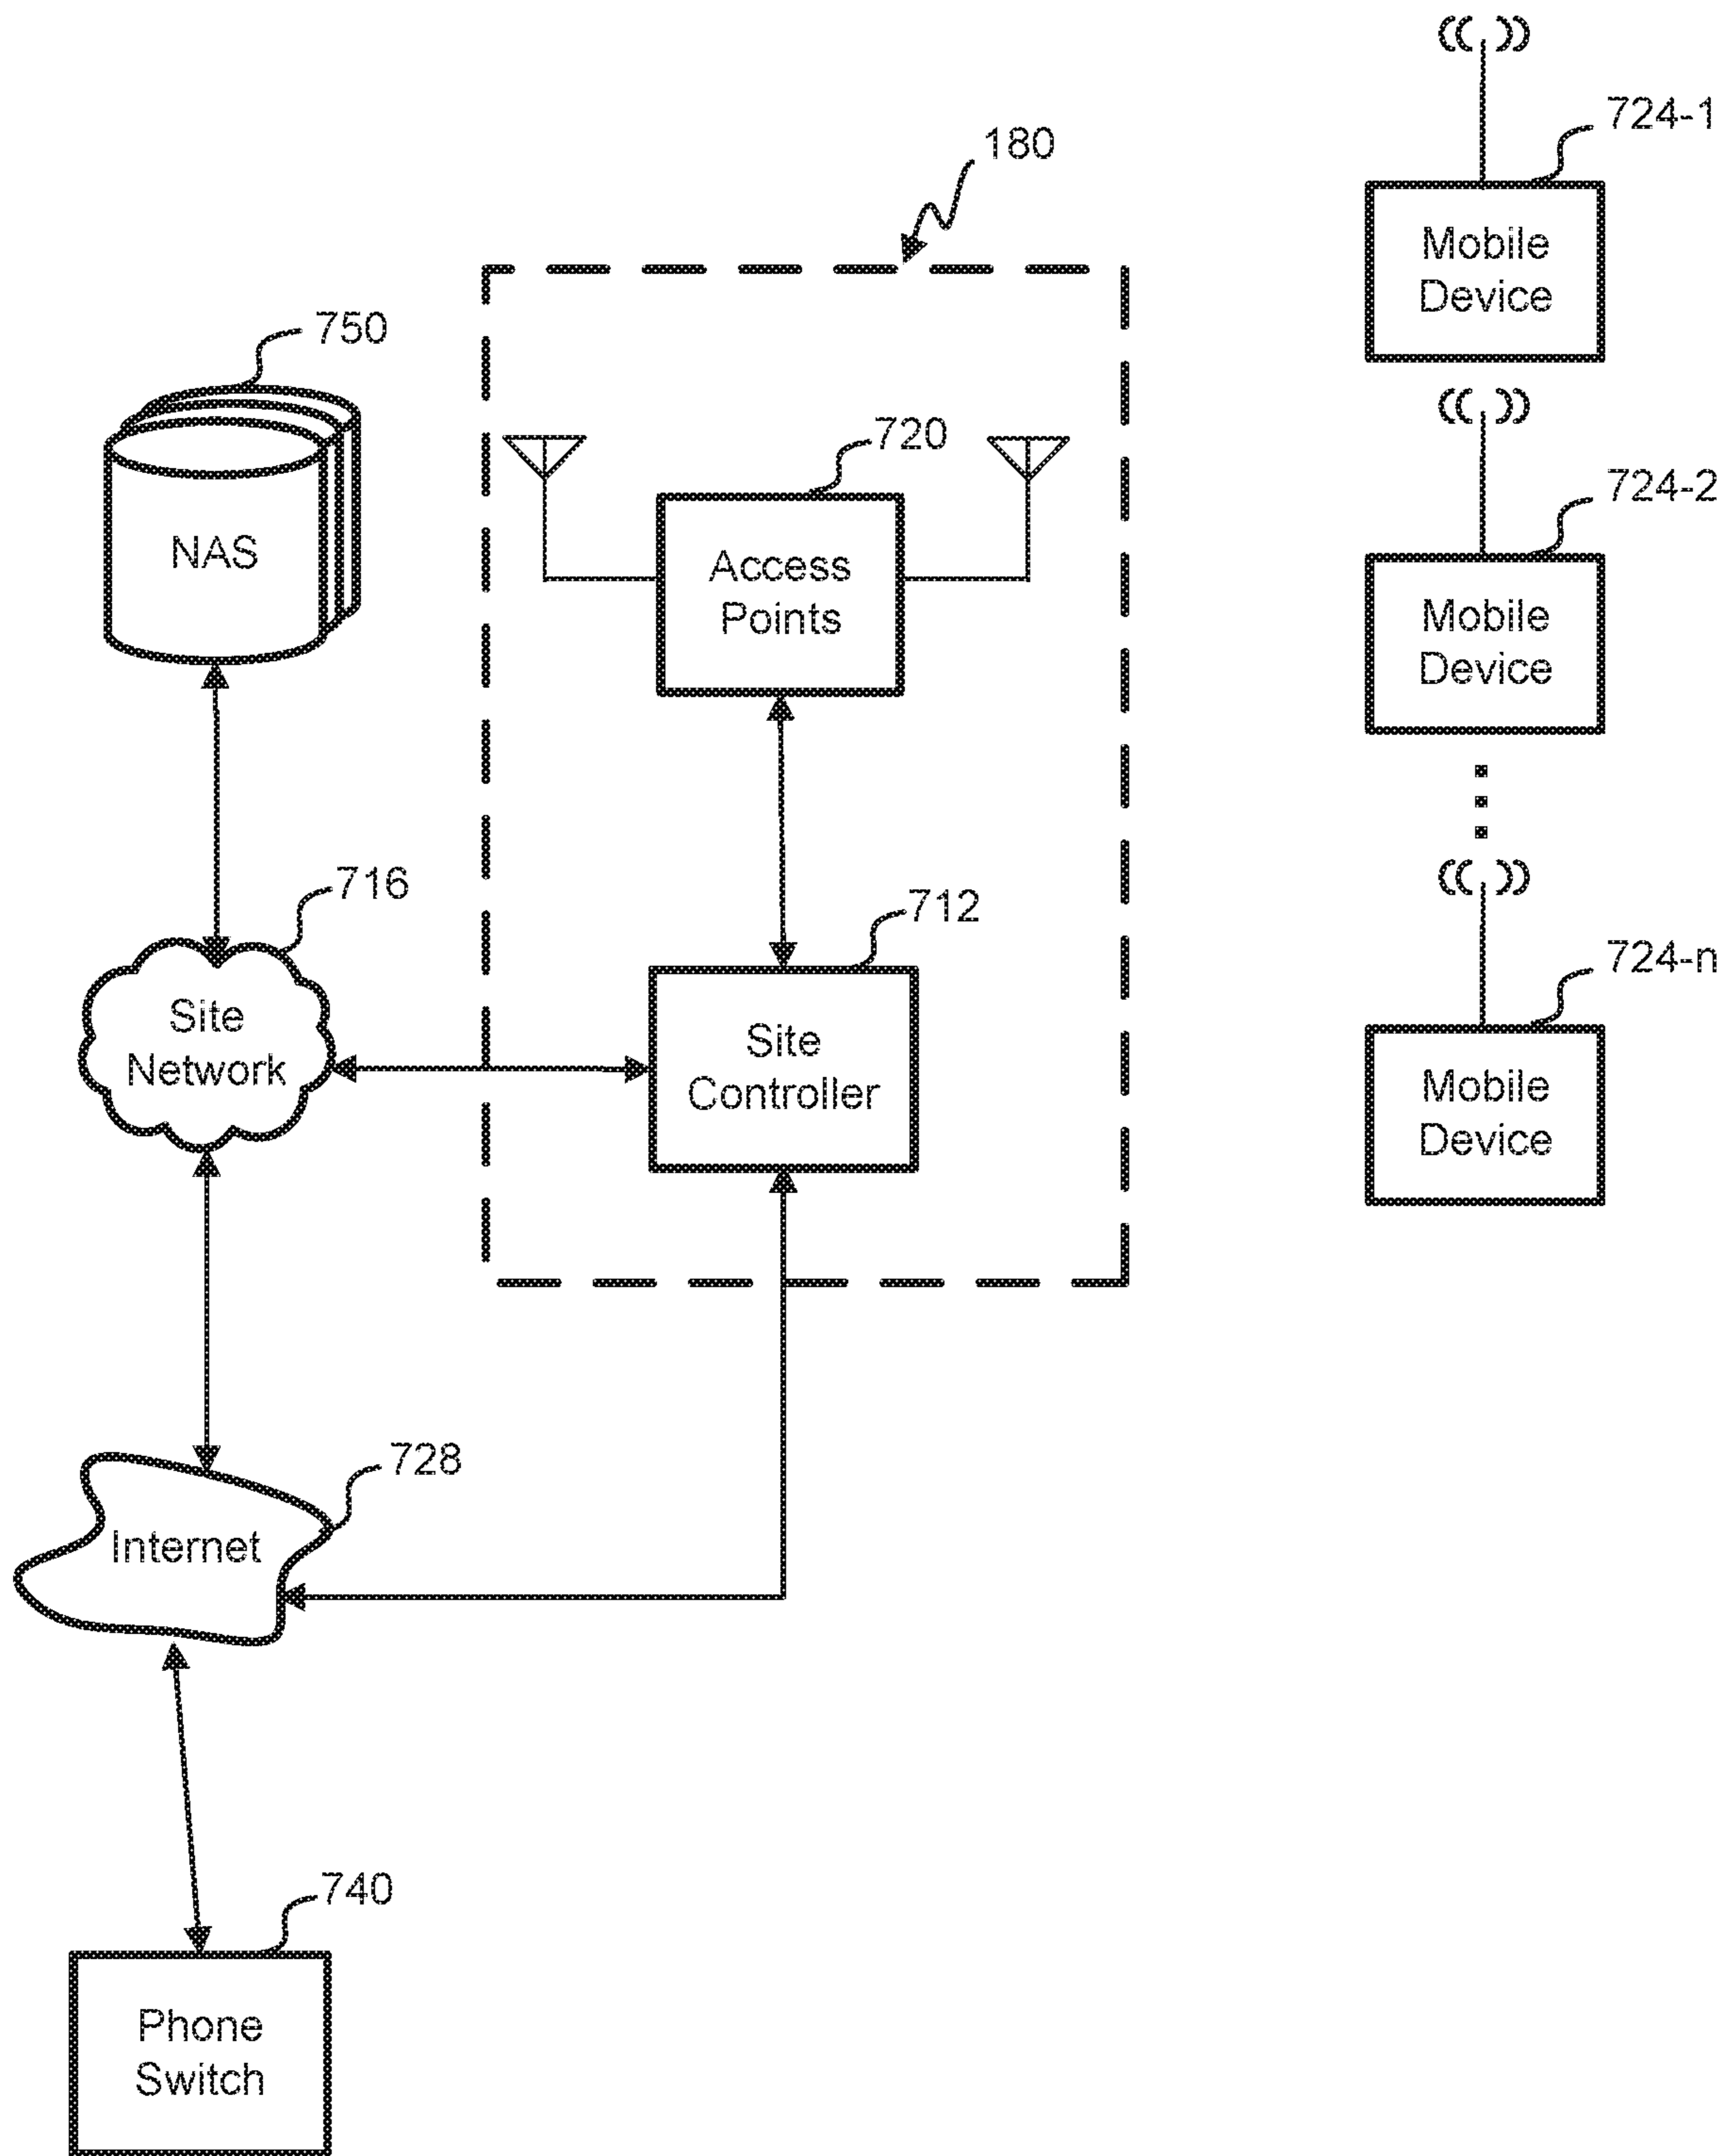 724-1
180
Mobile
Device
750
720
724-2
NAS
Access
Points
Mobile
Device
716
712
724-n
Site
Network
Site
Controller
Mobile
Device
728
Internet
740
Phone
Switch